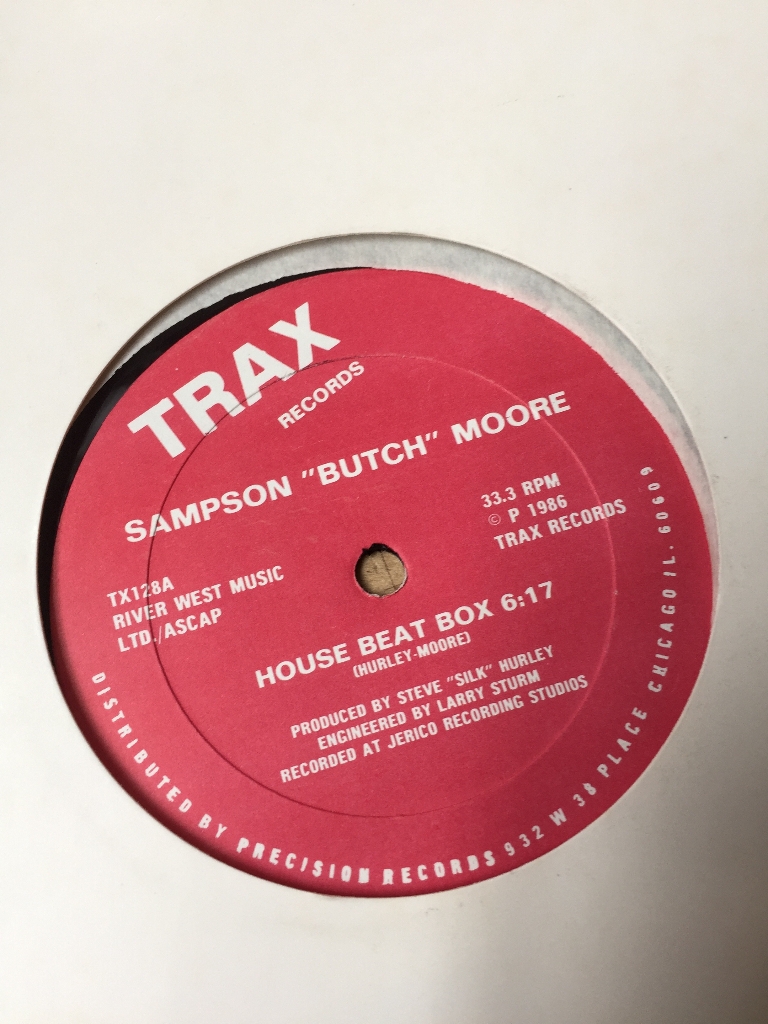 TRAX
RECORDS
SAMPSON "BUTCH" MOORE
33.3 RPM
© P 1986
TRAX RECORDS
TX128A
RIVER WEST MUSIC
LTD./ASCAP
HOUSE BEAT BOX 6:17
(HURLEY-MOORE)
PRODUCED BY STEVE "SILK" HURLEY
ENGINEERED BY LARRY STURM
RECORDED AT JERICO RECORDING STUDIOS
DISTRIBUTED BY PRECISION RECORDS 932 W 38 PLACE CHICAGO IL. 60609